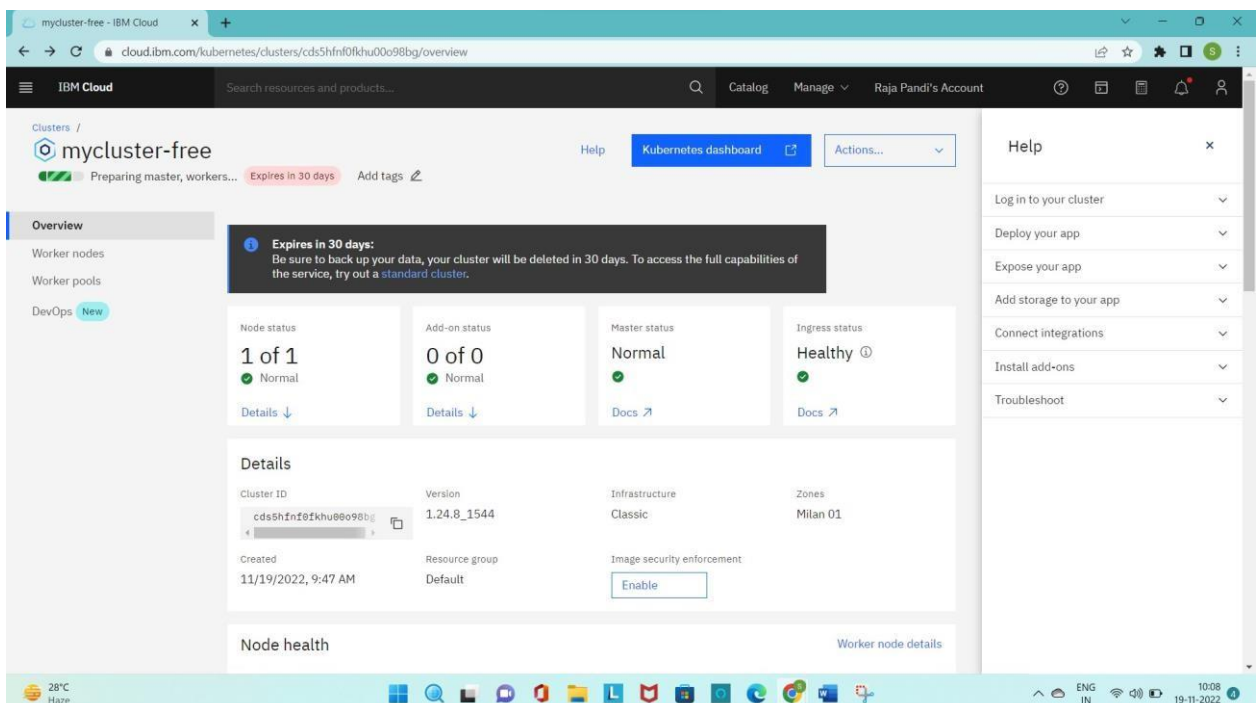 mycluster-free - IBM Cloud
cloud.ibm.com/kubernetes/clusters/cds5hfnf0fkhu00o98bg/overview
S
IBM Cloud
Search resources and products...
Catalog
Manage
Raja Pandi's Account
Clusters /
mycluster-free
Preparing master, workers...
Expires in 30 days
Add tags
Help
Kubernetes dashboard
Actions...
Overview
Worker nodes
Worker pools
DevOps New
Expires in 30 days:
Be sure to back up your data, your cluster will be deleted in 30 days. To access the full capabilities of
the service, try out a standard cluster.
Node status
1 of 1
Normal
Details ↓
Add-on status
0 of 0
Normal
Details ↓
Master status
Normal
Docs ↗
Ingress status
Healthy
Docs ↗
Details
Cluster ID
cds5hfnf0fkhu00o98bg
Version
1.24.8_1544
Infrastructure
Classic
Zones
Milan 01
Created
11/19/2022, 9:47 AM
Resource group
Default
Image security enforcement
Enable
Node health
Worker node details
Help
Log in to your cluster
Deploy your app
Expose your app
Add storage to your app
Connect integrations
Install add-ons
Troubleshoot
28°C
Haze
ENG
IN
10:08
19-11-2022